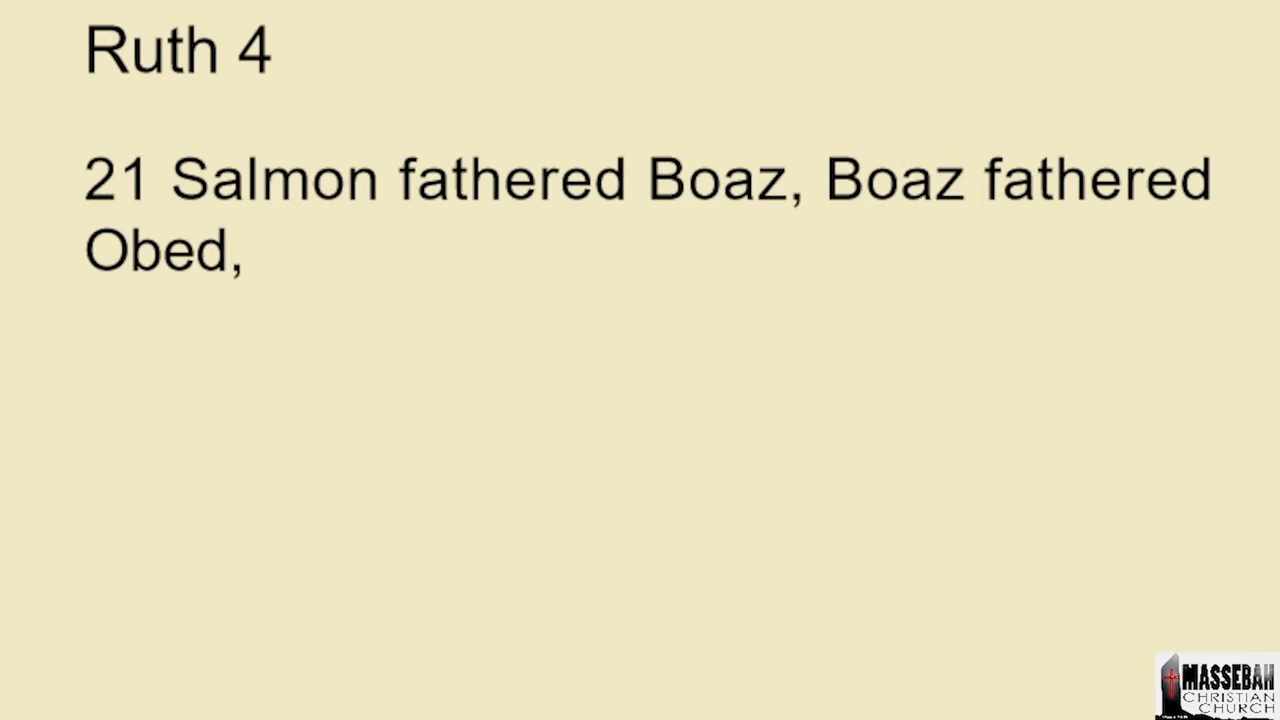 Ruth 4
21 Salmon fathered Boaz, Boaz fathered
Obed,
MASSEBAH
CHRISTIAN
CHURCH